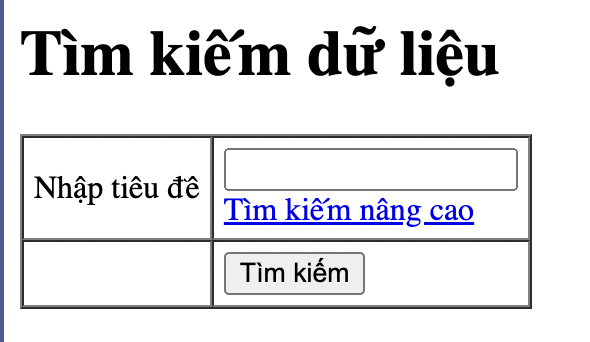 Tìm kiếm dữ liệu
Nhập tiêu đề
Tìm kiếm nâng cao
Tìm kiếm